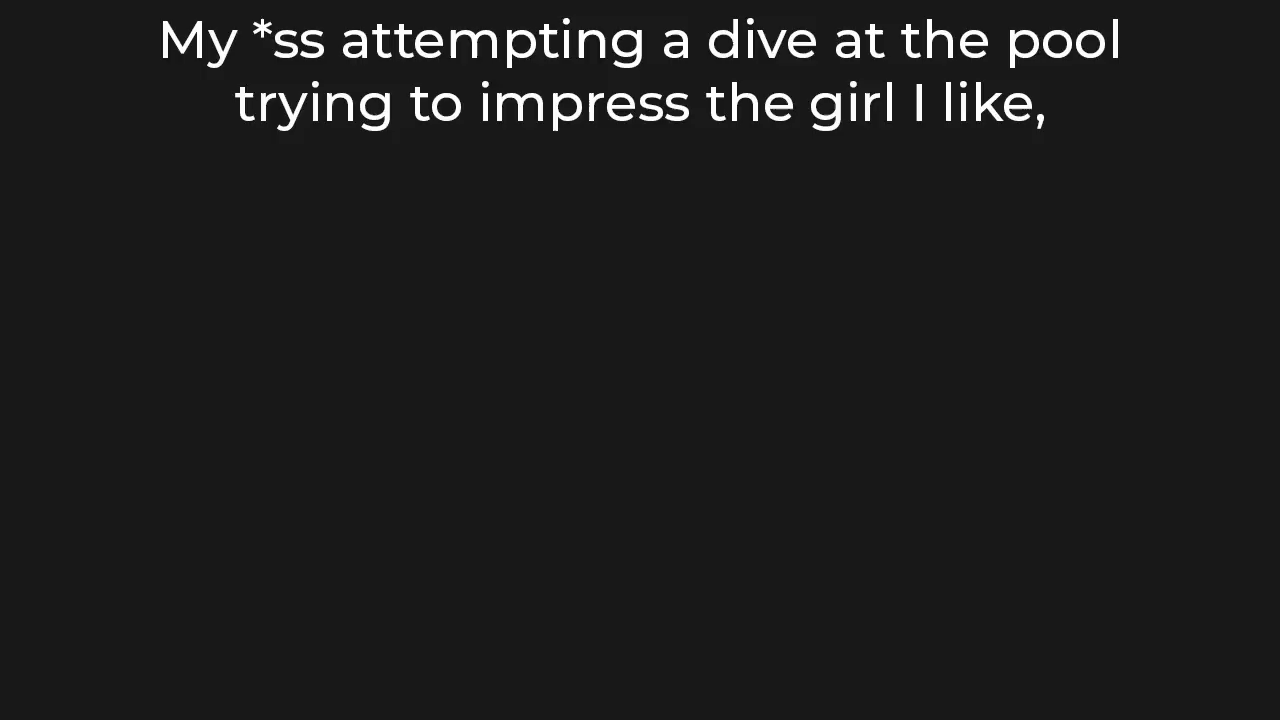 My *ss attempting a dive at the pool
trying to impress the girl I like,